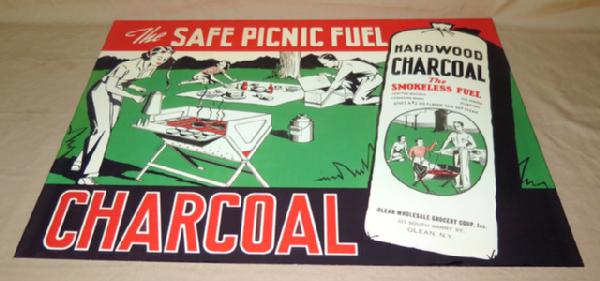 The SAFE PICNIC FUEL
CHARCOAL
HARDWOOD
CHARCOAL
The
SMOKELESS FUEL
OLEAN WHOLESALE GROCERY CORP. Inc.
OLEAN, N.Y.